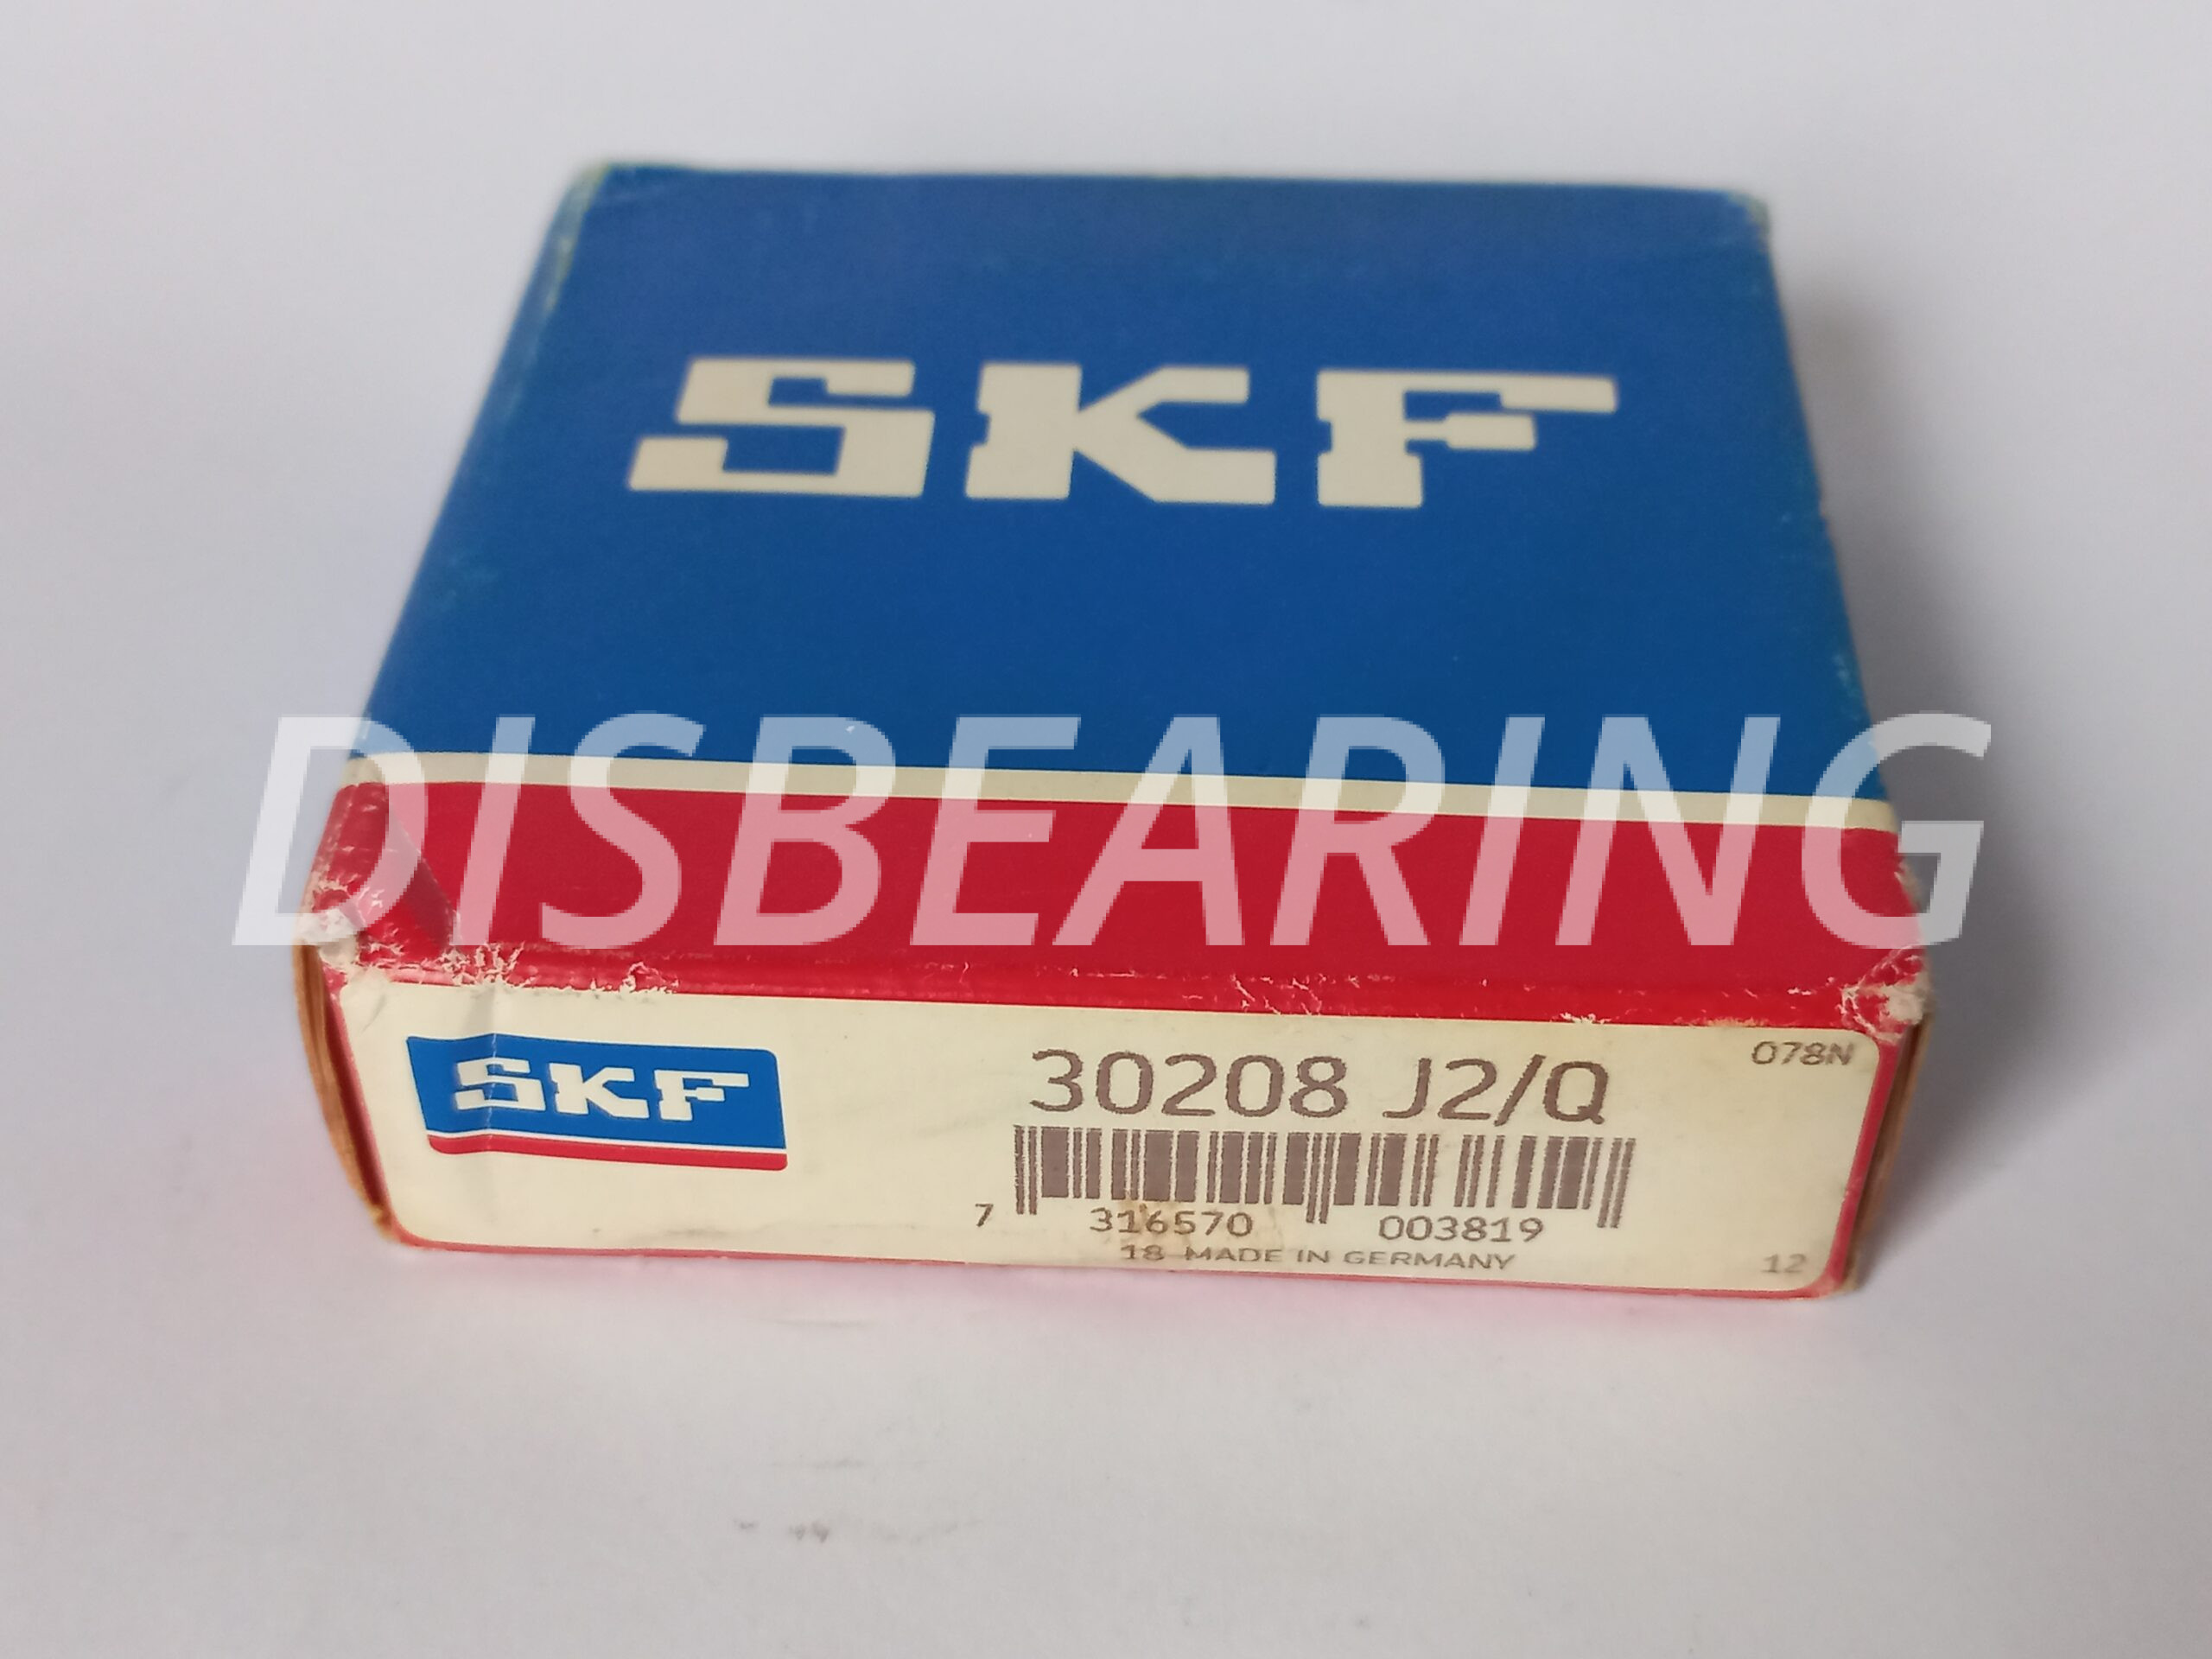 SKF
DISBEARING
SKF
30208 J2/Q
078N
7 316570 003819
18 MADE IN GERMANY
12